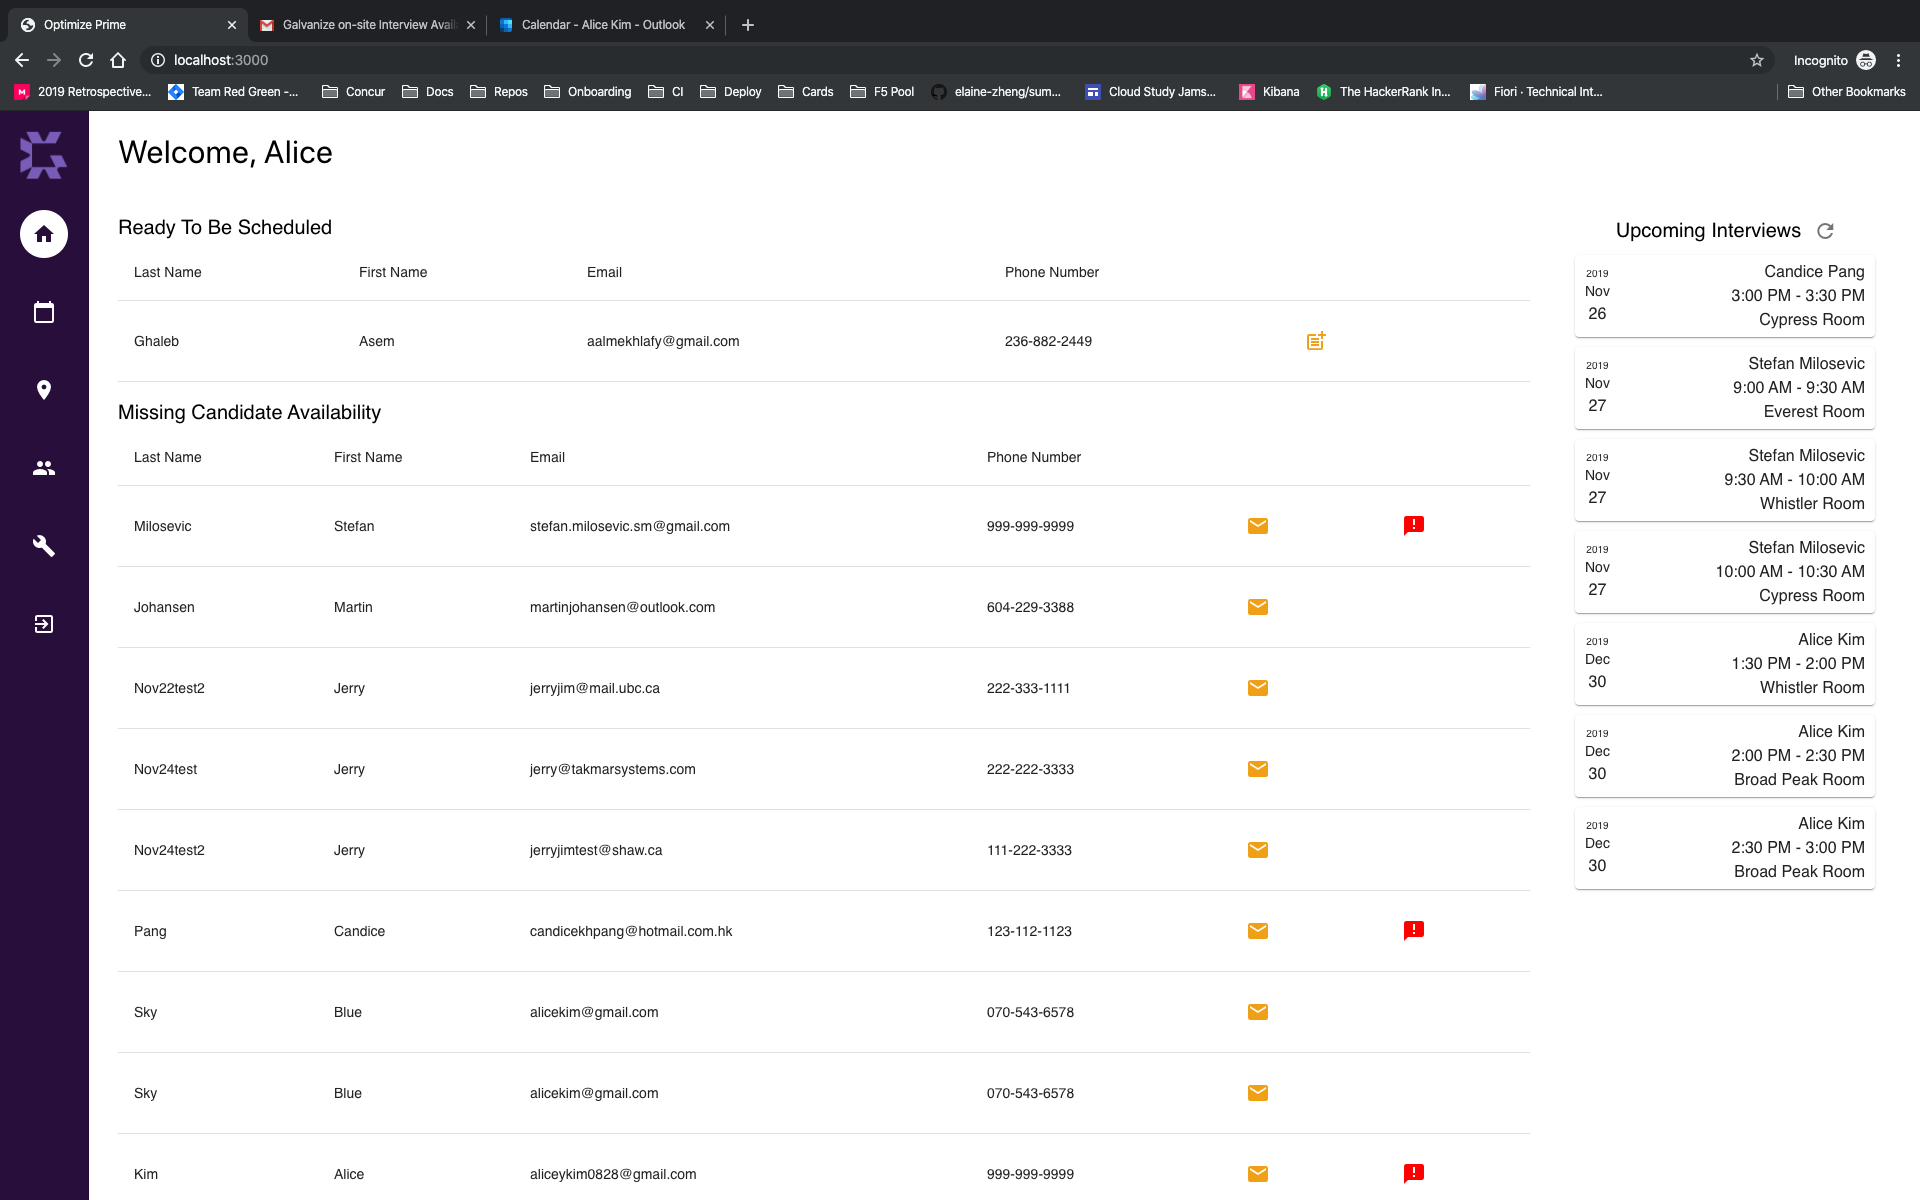 Optimize Prime
Galvanize on-site Interview Avail
Calendar - Alice Kim - Outlook
localhost:3000
Incognito
2019 Retrospective...
Team Red Green -...
Concur
Docs
Repos
Onboarding
CI
Deploy
Cards
F5 Pool
elaine-zheng/sum...
Cloud Study Jams...
Kibana
The HackerRank In...
Fiori · Technical Int...
Other Bookmarks
Welcome, Alice
Ready To Be Scheduled
Last Name First Name Email Phone Number
Ghaleb Asem aalmekhlafy@gmail.com 236-882-2449
Missing Candidate Availability
Last Name First Name Email Phone Number
Milosevic Stefan stefan.milosevic.sm@gmail.com 999-999-9999
Johansen Martin martinjohansen@outlook.com 604-229-3388
Nov22test2 Jerry jerryjim@mail.ubc.ca 222-333-1111
Nov24test Jerry jerry@takmarsystems.com 222-222-3333
Nov24test2 Jerry jerryjimtest@shaw.ca 111-222-3333
Pang Candice candicekhpang@hotmail.com.hk 123-112-1123
Sky Blue alicekim@gmail.com 070-543-6578
Sky Blue alicekim@gmail.com 070-543-6578
Kim Alice aliceykim0828@gmail.com 999-999-9999
Upcoming Interviews
2019 Candice Pang
Nov 3:00 PM - 3:30 PM
26 Cypress Room
2019 Stefan Milosevic
Nov 9:00 AM - 9:30 AM
27 Everest Room
2019 Stefan Milosevic
Nov 9:30 AM - 10:00 AM
27 Whistler Room
2019 Stefan Milosevic
Nov 10:00 AM - 10:30 AM
27 Cypress Room
2019 Alice Kim
Dec 1:30 PM - 2:00 PM
30 Whistler Room
2019 Alice Kim
Dec 2:00 PM - 2:30 PM
30 Broad Peak Room
2019 Alice Kim
Dec 2:30 PM - 3:00 PM
30 Broad Peak Room